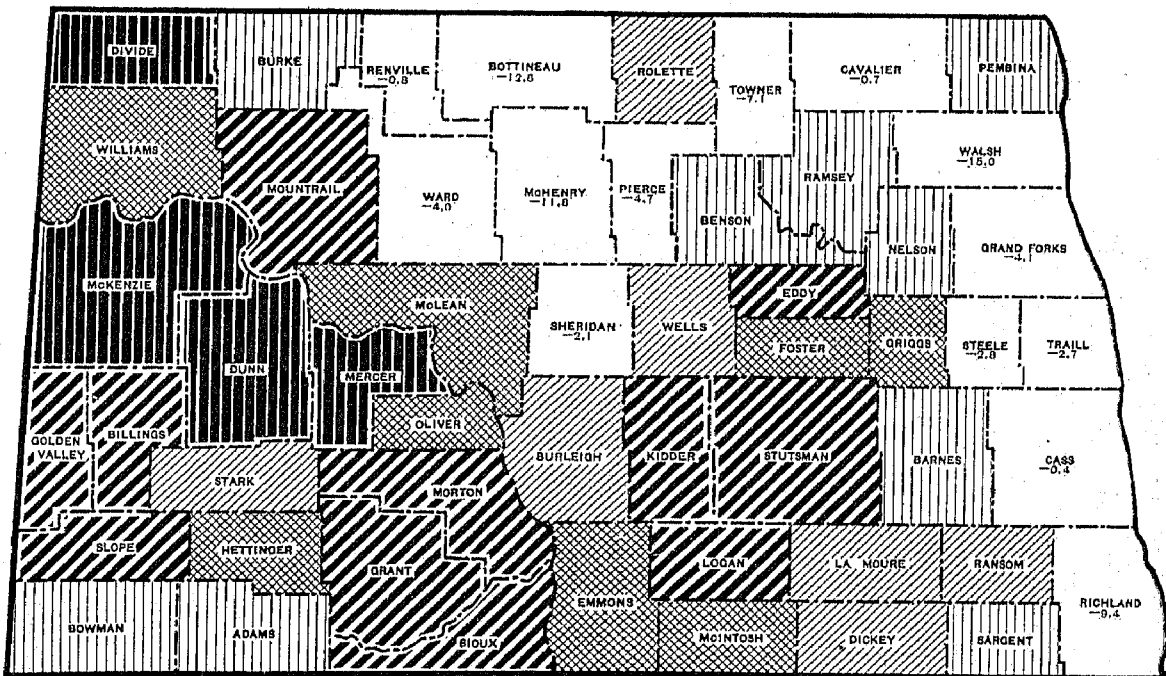 DIVIDE
BURKE
RENVILLE
—0.8
BOTTINEAU
—12.8
ROLETTE
TOWNER
—7.1
CAVALIER
—0.7
PEMBINA
WILLIAMS
MOUNTRAIL
WARD
—4.0
McHENRY
—11.8
PIERCE
—4.7
BENSON
RAMSEY
WALSH
—15.0
NELSON
GRAND FORKS
—4.1
McKENZIE
DUNN
McLEAN
MERCER
OLIVER
SHERIDAN
—2.1
WELLS
EDDY
FOSTER
GRIGGS
STEELE
—2.8
TRAILL
—2.7
GOLDEN
VALLEY
BILLINGS
STARK
MORTON
BURLEIGH
KIDDER
STUTSMAN
BARNES
CASS
—0.4
SLOPE
HETTINGER
GRANT
SIOUX
EMMONS
LOGAN
LA MOURE
RANSOM
RICHLAND
—9.4
BOWMAN
ADAMS
McINTOSH
DICKEY
SARGENT